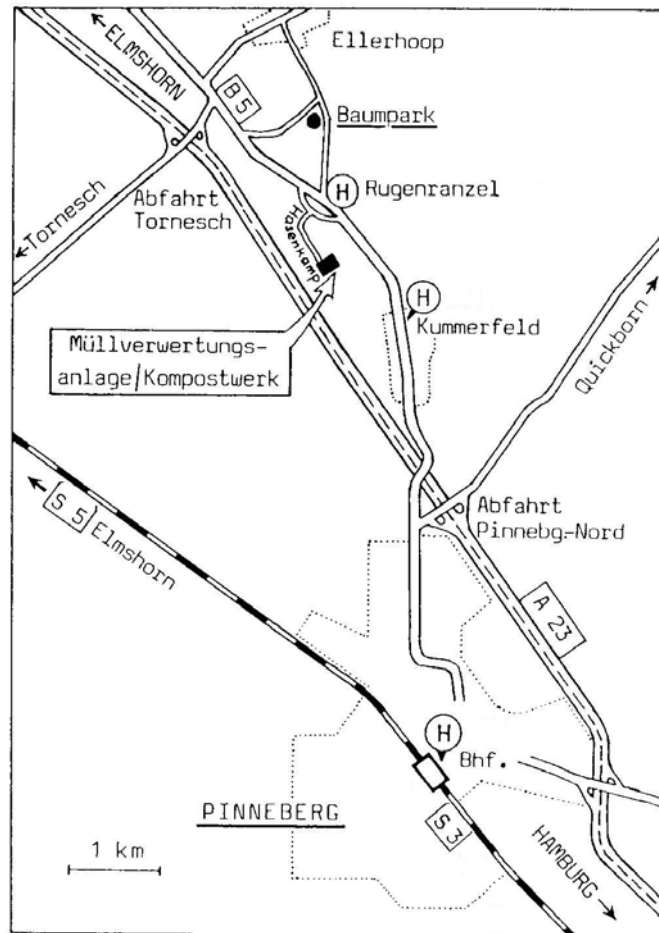 ELMSHORN
Ellerhoop
B 5
Baumpark
H
Rugenranzel
Tornesch
Abfahrt
Tornesch
Hasenkamp
H
Kummerfeld
Quickborn
Müllverwertungs-
anlage/Kompostwerk
S 5
Elmshorn
Abfahrt
Pinnebg.-Nord
A 23
H
Bhf.
PINNEBERG
S 3
1 km
HAMBURG